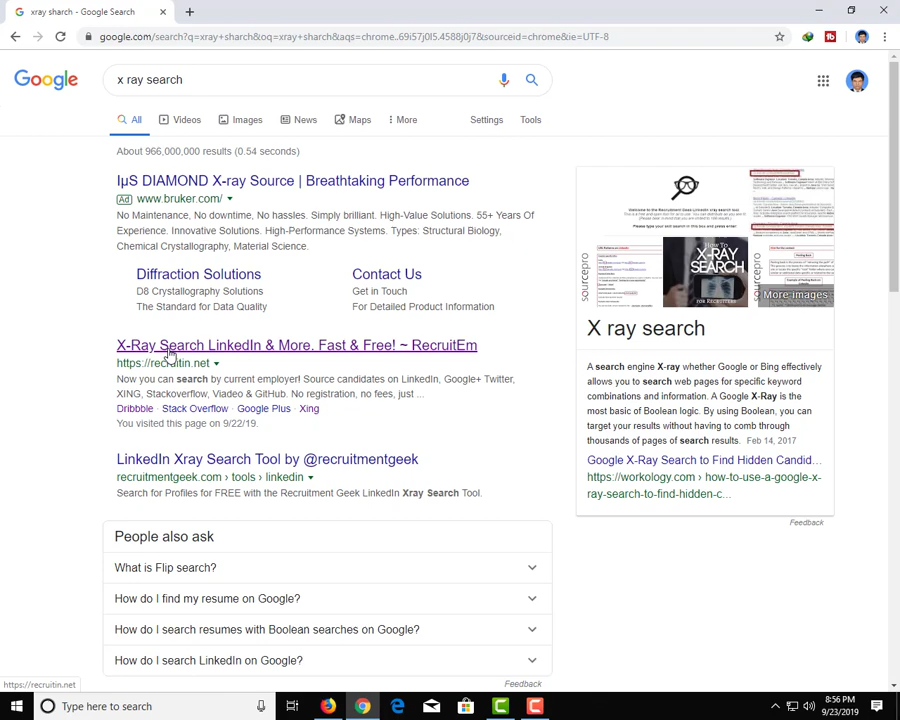 xray sharch - Google Search
google.com/search?q=xray+sharch&oq=xray+sharch&aqs=chrome..69i57j0l5.4588j0j7&sourceid=chrome&ie=UTF-8
Google
x ray search
All
Videos
Images
News
Maps
More
Settings
Tools
About 966,000,000 results (0.54 seconds)
IµS DIAMOND X-ray Source | Breathtaking Performance
Ad www.bruker.com/
No Maintenance, No downtime, No hassles. Simply brilliant. High-Value Solutions. 55+ Years Of
Experience. Innovative Solutions. High-Performance Systems. Types: Structural Biology,
Chemical Crystallography, Material Science.
Diffraction Solutions
D8 Crystallography Solutions
The Standard for Data Quality
Contact Us
Get in Touch
For Detailed Product Information
X-Ray Search LinkedIn & More. Fast & Free! ~ RecruitEm
https://recruitin.net
Now you can search by current employer! Source candidates on LinkedIn, Google+ Twitter,
XING, Stackoverflow, Viadeo & GitHub. No registration, no fees, just ...
Dribbble · Stack Overflow · Google Plus · Xing
You visited this page on 9/22/19.
LinkedIn Xray Search Tool by @recruitmentgeek
recruitmentgeek.com › tools › linkedin
Search for Profiles for FREE with the Recruitment Geek LinkedIn Xray Search Tool.
People also ask
What is Flip search?
How do I find my resume on Google?
How do I search resumes with Boolean searches on Google?
How do I search LinkedIn on Google?
Feedback
sourcepro
HOW TO
X-RAY
SEARCH
FOR RECRUITERS
sourcepro
More images
X ray search
A search engine X-ray whether Google or Bing effectively
allows you to search web pages for specific keyword
combinations and information. A Google X-Ray is the
most basic of Boolean logic. By using Boolean, you can
target your results without having to comb through
thousands of pages of search results. Feb 14, 2017
Google X-Ray Search to Find Hidden Candid...
https://workology.com › how-to-use-a-google-x-
ray-search-to-find-hidden-c...
Feedback
https://recruitin.net
Type here to search
8:56 PM
9/23/2019